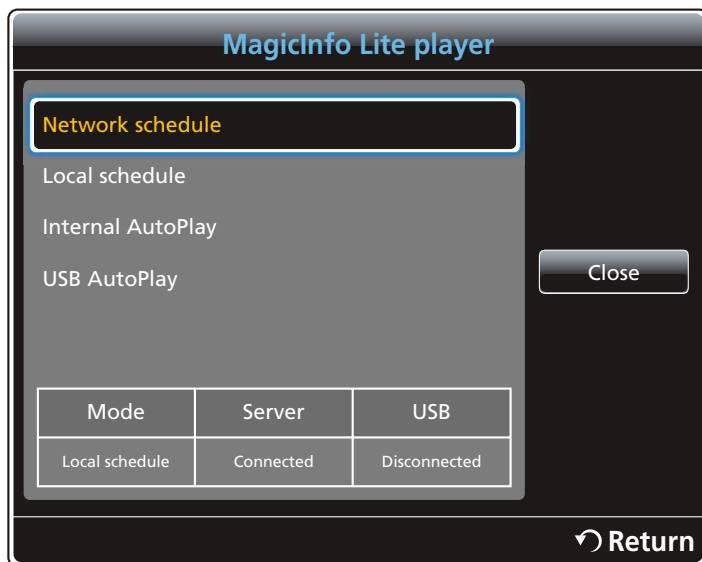 MagicInfo Lite player
Network schedule
Local schedule
Internal AutoPlay
USB AutoPlay
Close
Mode Server USB
Local schedule Connected Disconnected
Return